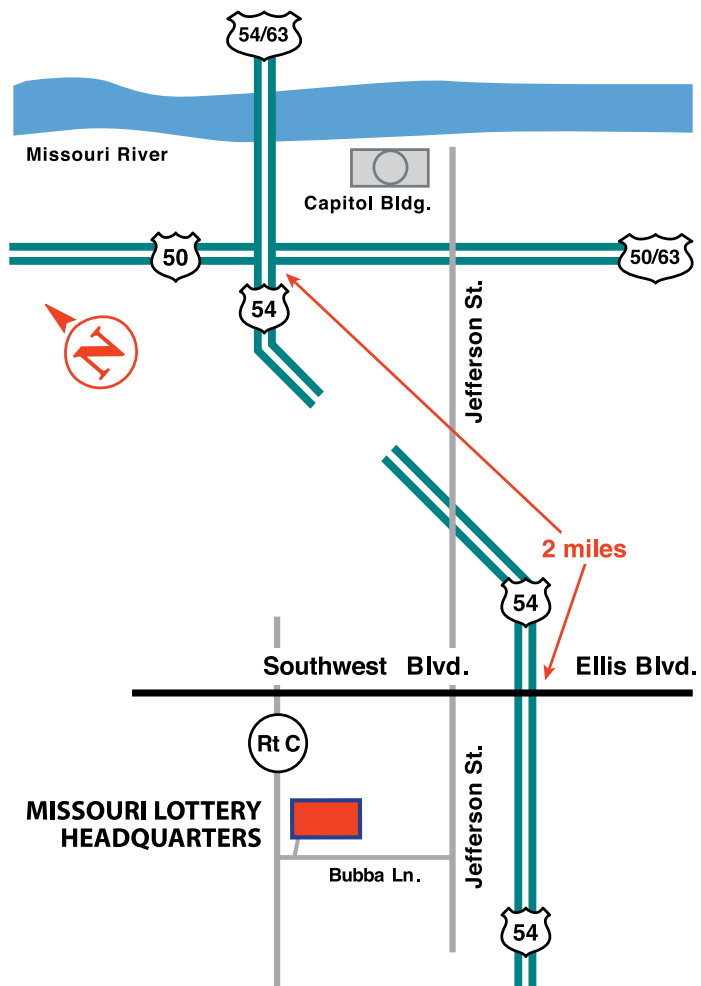 54/63
Missouri River
Capitol Bldg.
50
50/63
54
N
Jefferson St.
2 miles
54
Southwest Blvd.
Ellis Blvd.
Rt C
MISSOURI LOTTERY
HEADQUARTERS
Jefferson St.
Bubba Ln.
54